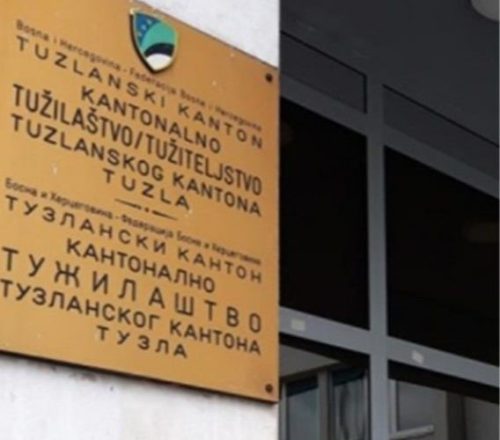 Bosna i Hercegovina - Federacija Bosne i Hercegovine
TUZLANSKI KANTON
KANTONALNO
TUŽILAŠTVO/TUŽITELJSTVO
TUZLANSKOG KANTONA
TUZLA
Босна и Херцеговина - Федерација Босне и Херцеговине
ТУЗЛАНСКИ КАНТОН
КАНТОНАЛНО
ТУЖИЛАШТВО
ТУЗЛАНСКОГ КАНТОНА
ТУЗЛА